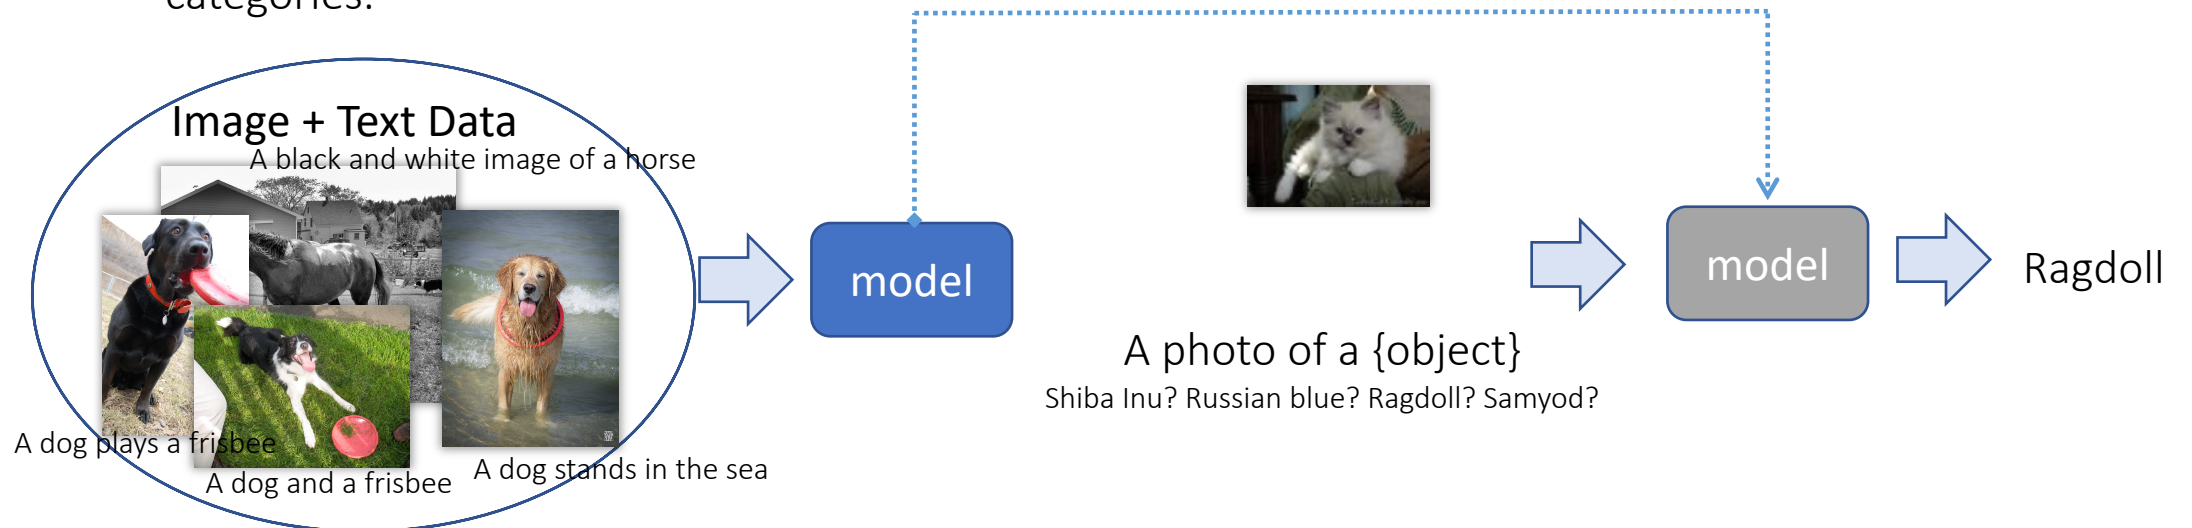 categories.
Image + Text Data
A black and white image of a horse
A dog plays a frisbee
A dog and a frisbee
A dog stands in the sea
model
A photo of a {object}
Shiba Inu? Russian blue? Ragdoll? Samyod?
model
Ragdoll